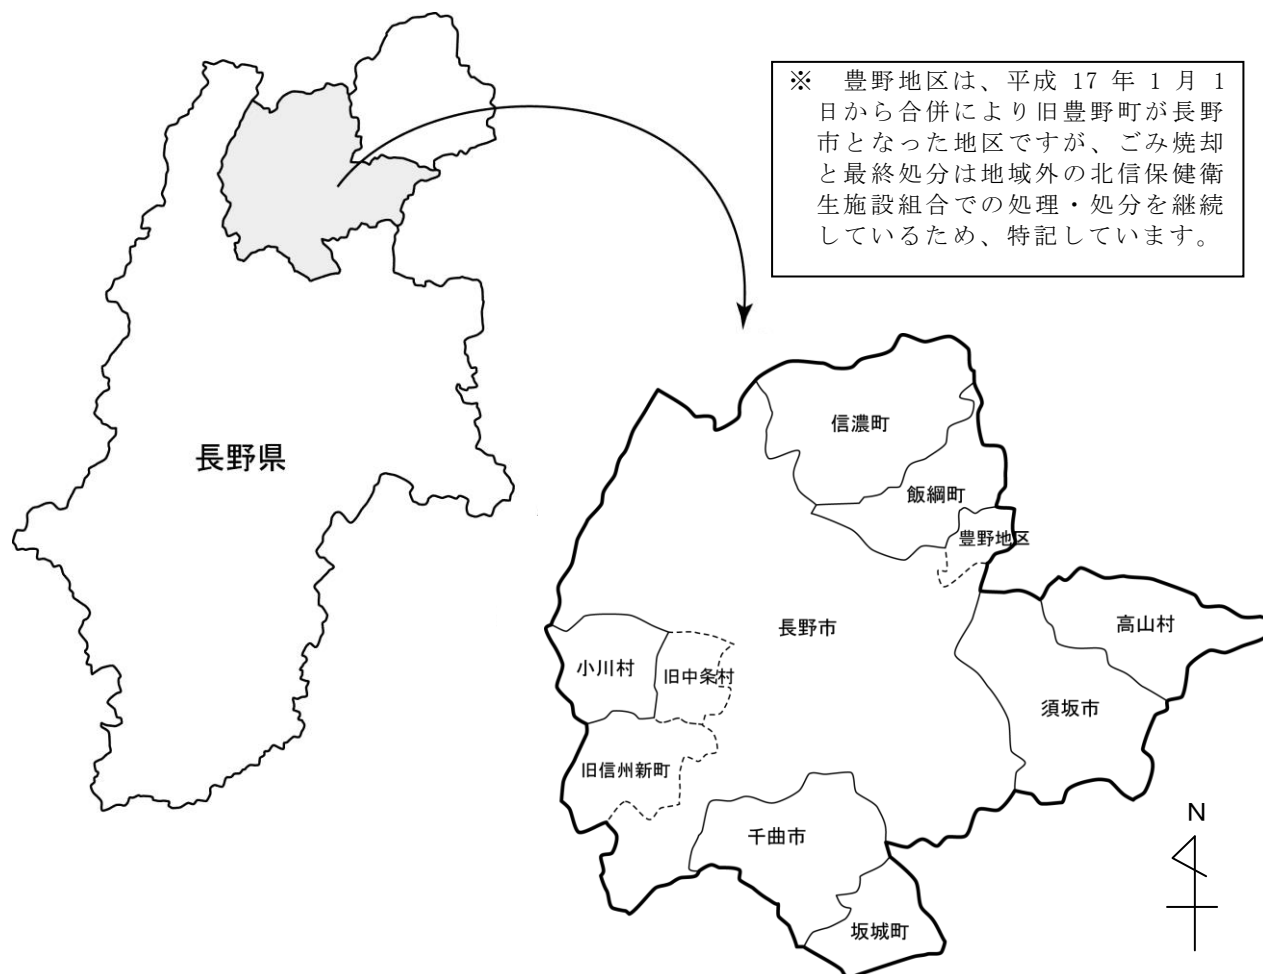 ※ 豊野地区は、平成 17 年 1 月 1
日から合併により旧豊野町が長野
市となった地区ですが、ごみ焼却
と最終処分は地域外の北信保健衛
生施設組合での処理・処分を継続
しているため、特記しています。
長野県
信濃町
飯綱町
豊野地区
長野市
高山村
小川村
旧中条村
須坂市
旧信州新町
千曲市
坂城町
N